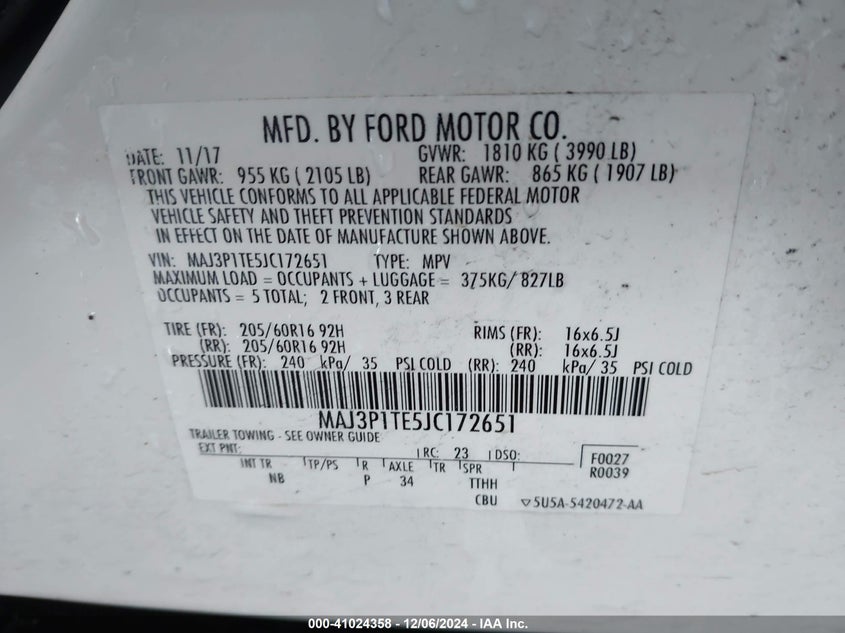 MFD. BY FORD MOTOR CO.
DATE: 11/17 GVWR: 1810 KG ( 3990 LB)
FRONT GAWR: 955 KG ( 2105 LB) REAR GAWR: 865 KG ( 1907 LB)
THIS VEHICLE CONFORMS TO ALL APPLICABLE FEDERAL MOTOR
VEHICLE SAFETY AND THEFT PREVENTION STANDARDS
IN EFFECT ON THE DATE OF MANUFACTURE SHOWN ABOVE.
VIN: MAJ3P1TE5JC172651 TYPE: MPV
MAXIMUM LOAD = OCCUPANTS + LUGGAGE = 375KG/ 827LB
OCCUPANTS = 5 TOTAL; 2 FRONT, 3 REAR
TIRE (FR): 205/60R16 92H RIMS (FR): 16x6.5J
(RR): 205/60R16 92H (RR): 16x6.5J
PRESSURE (FR): 240 kPa/ 35 PSI COLD (RR): 240 kPa/ 35 PSI COLD
MAJ3P1TE5JC172651
TRAILER TOWING - SEE OWNER GUIDE
EXT PNT: RC: 23 DSO: F0027
R0039
INT TR TP/PS R AXLE TR SPR
NB P 34 TTHH
CBU ▽5U5A-5420472-AA
000-41024358 - 12/06/2024 - IAA Inc.